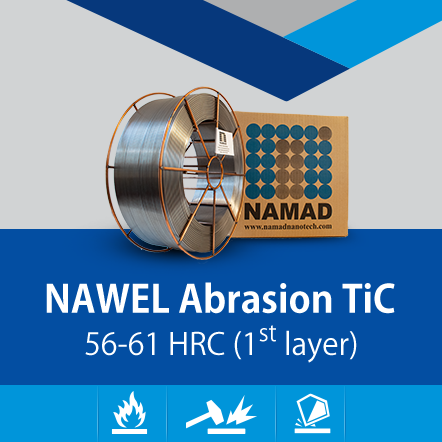 NAMAD
www.namadnanotech.com
NAWEL Abrasion TiC
56-61 HRC (1st layer)